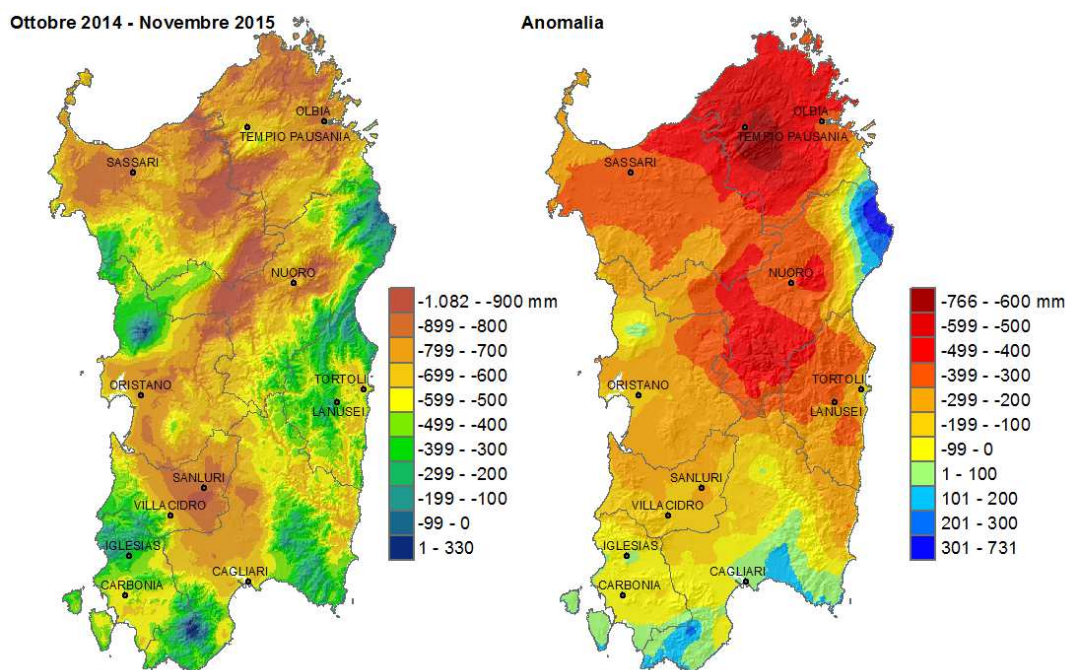 Ottobre 2014 - Novembre 2015
OLBIA
TEMPIO PAUSANIA
SASSARI
NUORO
ORISTANO
TORTOLI
LANUSEI
SANLURI
VILLACIDRO
IGLESIAS
CAGLIARI
CARBONIA
-1.082 - -900 mm
-899 - -800
-799 - -700
-699 - -600
-599 - -500
-499 - -400
-399 - -300
-299 - -200
-199 - -100
-99 - 0
1 - 330
Anomalia
OLBIA
TEMPIO PAUSANIA
SASSARI
NUORO
ORISTANO
TORTOLI
LANUSEI
SANLURI
VILLACIDRO
IGLESIAS
CAGLIARI
CARBONIA
-766 - -600 mm
-599 - -500
-499 - -400
-399 - -300
-299 - -200
-199 - -100
-99 - 0
1 - 100
101 - 200
201 - 300
301 - 731